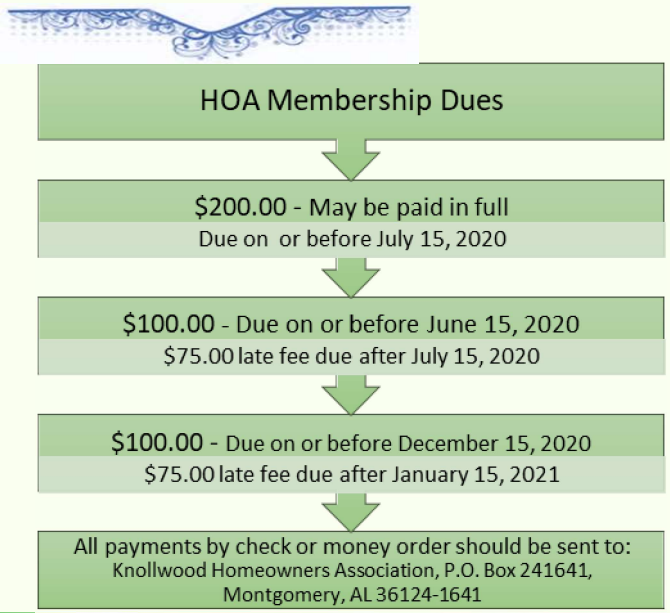 HOA Membership Dues
$200.00 - May be paid in full
Due on or before July 15, 2020
$100.00 - Due on or before June 15, 2020
$75.00 late fee due after July 15, 2020
$100.00 - Due on or before December 15, 2020
$75.00 late fee due after January 15, 2021
All payments by check or money order should be sent to:
Knollwood Homeowners Association, P.O. Box 241641,
Montgomery, AL 36124-1641